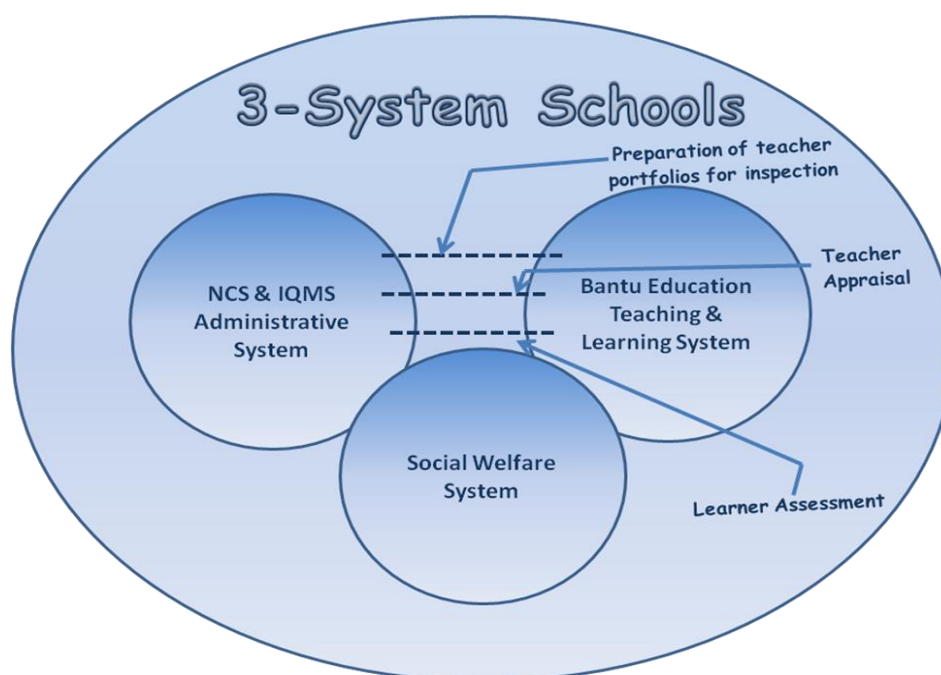 3-System Schools
Preparation of teacher
portfolios for inspection
Teacher
Appraisal
NCS & IQMS
Administrative
System
Bantu Education
Teaching &
Learning System
Social Welfare
System
Learner Assessment